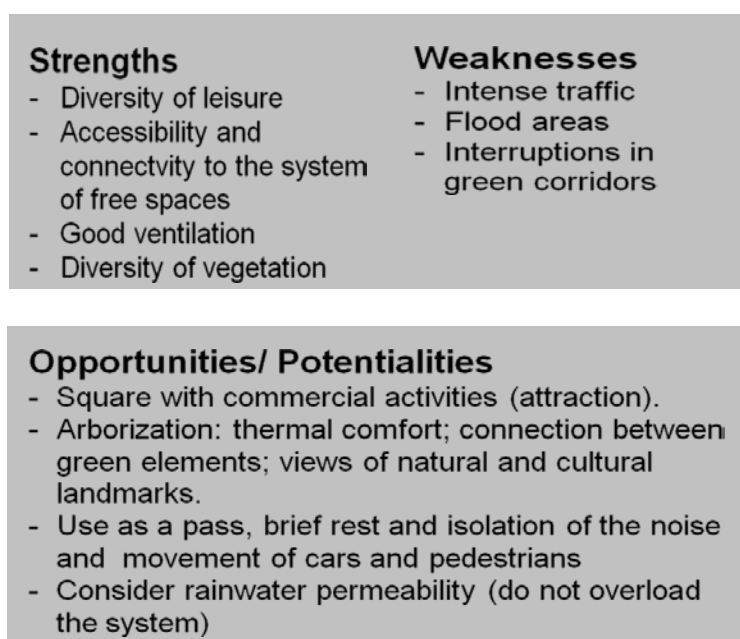 Strengths
- Diversity of leisure
- Accessibility and
connectvity to the system
of free spaces
- Good ventilation
- Diversity of vegetation
Weaknesses
- Intense traffic
- Flood areas
- Interruptions in
green corridors
Opportunities/ Potentialities
- Square with commercial activities (attraction).
- Arborization: thermal comfort; connection between
green elements; views of natural and cultural
landmarks.
- Use as a pass, brief rest and isolation of the noise
and movement of cars and pedestrians
- Consider rainwater permeability (do not overload
the system)